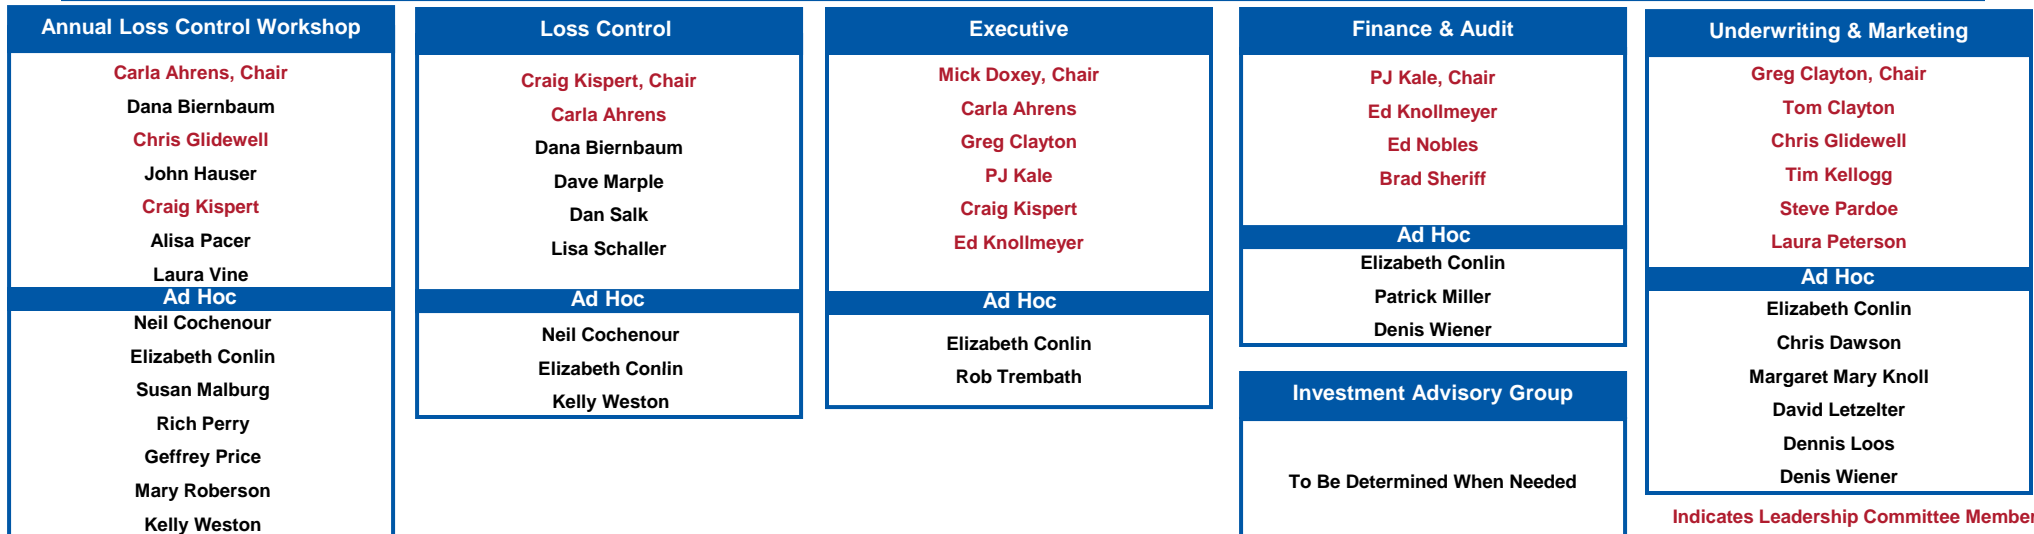 Annual Loss Control Workshop
Carla Ahrens, Chair
Dana Biernbaum
Chris Glidewell
John Hauser
Craig Kispert
Alisa Pacer
Laura Vine
Ad Hoc
Neil Cochenour
Elizabeth Conlin
Susan Malburg
Rich Perry
Geffrey Price
Mary Roberson
Kelly Weston
Loss Control
Craig Kispert, Chair
Carla Ahrens
Dana Biernbaum
Dave Marple
Dan Salk
Lisa Schaller
Ad Hoc
Neil Cochenour
Elizabeth Conlin
Kelly Weston
Executive
Mick Doxey, Chair
Carla Ahrens
Greg Clayton
PJ Kale
Craig Kispert
Ed Knollmeyer
Ad Hoc
Elizabeth Conlin
Rob Trembath
Finance & Audit
PJ Kale, Chair
Ed Knollmeyer
Ed Nobles
Brad Sheriff
Ad Hoc
Elizabeth Conlin
Patrick Miller
Denis Wiener
Investment Advisory Group
To Be Determined When Needed
Underwriting & Marketing
Greg Clayton, Chair
Tom Clayton
Chris Glidewell
Tim Kellogg
Steve Pardoe
Laura Peterson
Ad Hoc
Elizabeth Conlin
Chris Dawson
Margaret Mary Knoll
David Letzelter
Dennis Loos
Denis Wiener
Indicates Leadership Committee Member